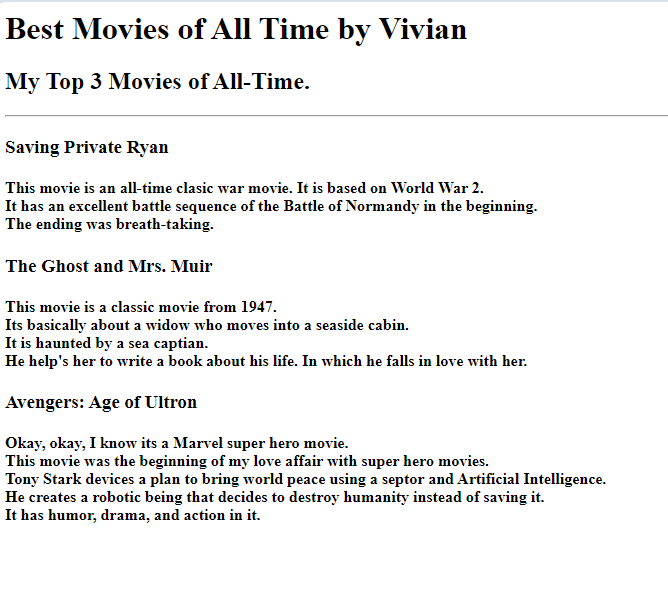 Best Movies of All Time by Vivian
My Top 3 Movies of All-Time.
Saving Private Ryan
This movie is an all-time clasic war movie. It is based on World War 2.
It has an excellent battle sequence of the Battle of Normandy in the beginning.
The ending was breath-taking.
The Ghost and Mrs. Muir
This movie is a classic movie from 1947.
Its basically about a widow who moves into a seaside cabin.
It is haunted by a sea captian.
He help's her to write a book about his life. In which he falls in love with her.
Avengers: Age of Ultron
Okay, okay, I know its a Marvel super hero movie.
This movie was the beginning of my love affair with super hero movies.
Tony Stark devices a plan to bring world peace using a septor and Artificial Intelligence.
He creates a robotic being that decides to destroy humanity instead of saving it.
It has humor, drama, and action in it.